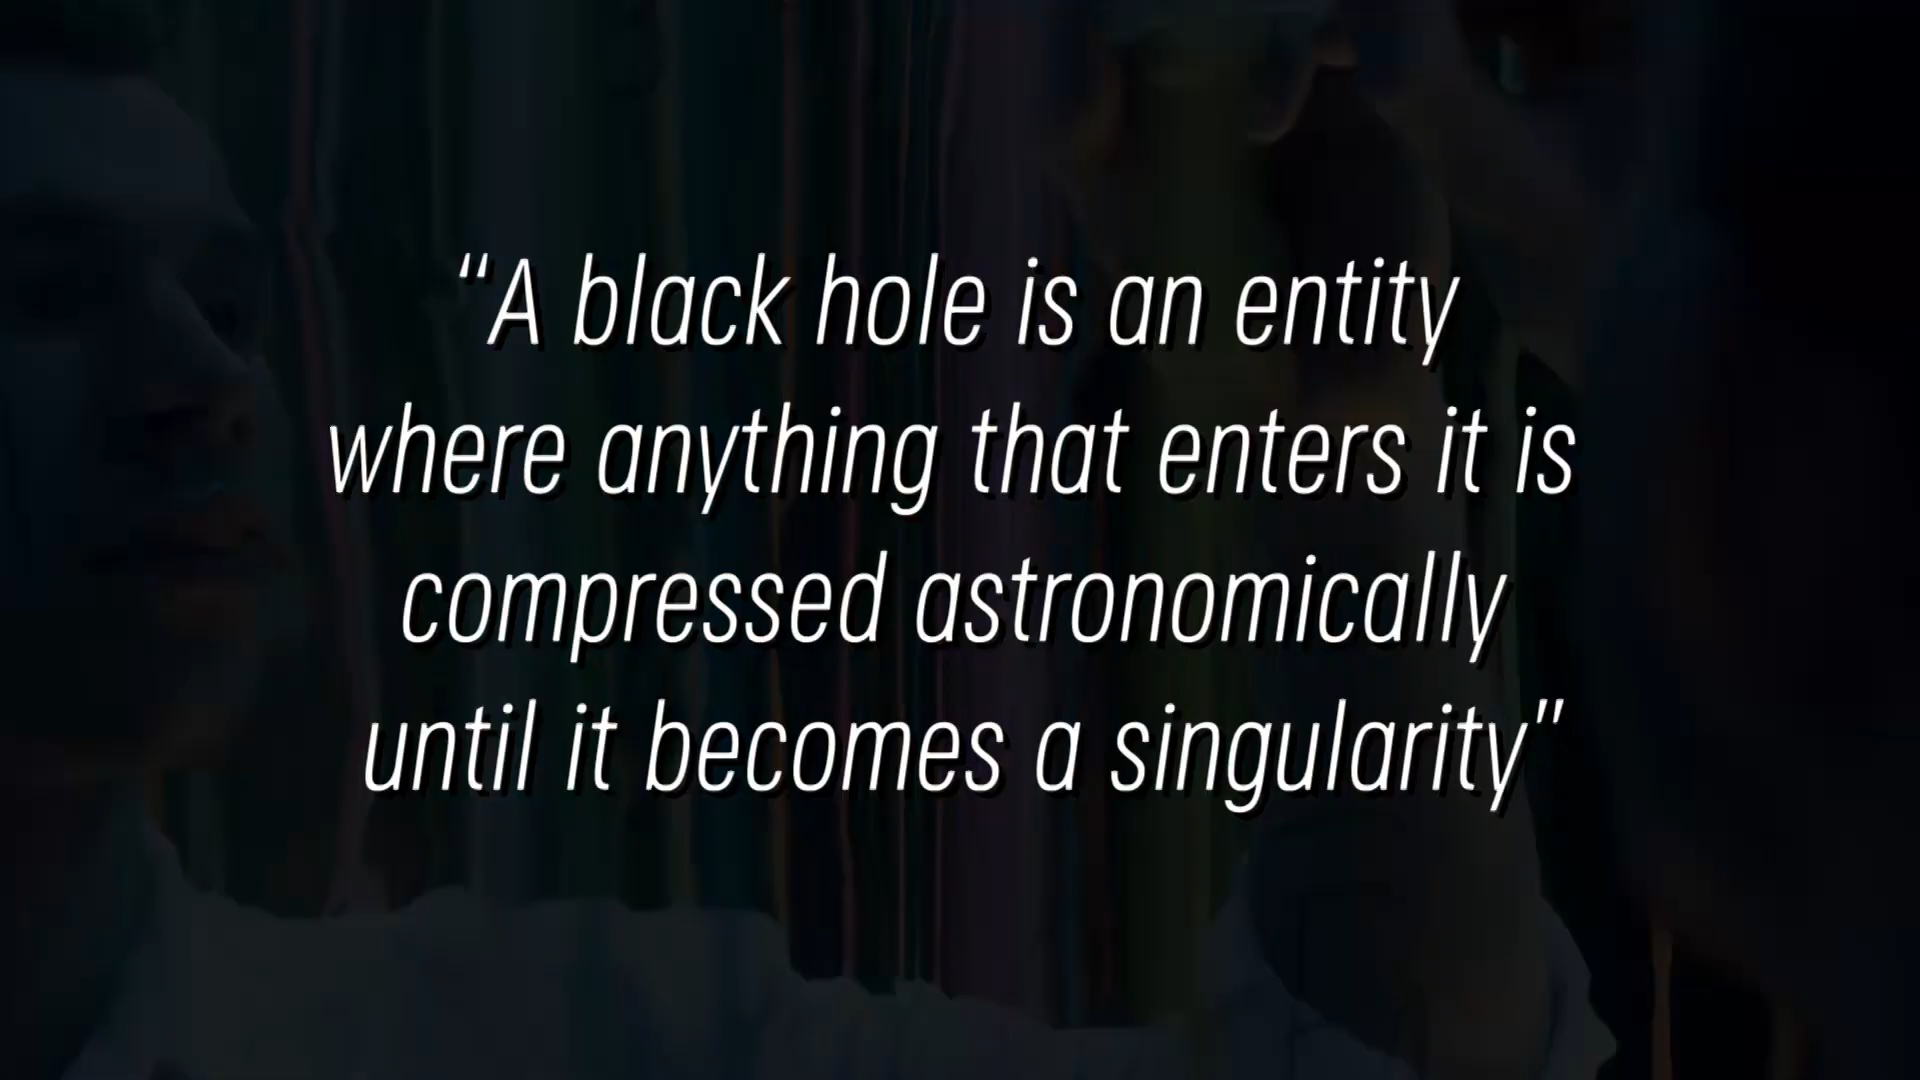 “A black hole is an entity
where anything that enters it is
compressed astronomically
until it becomes a singularity”